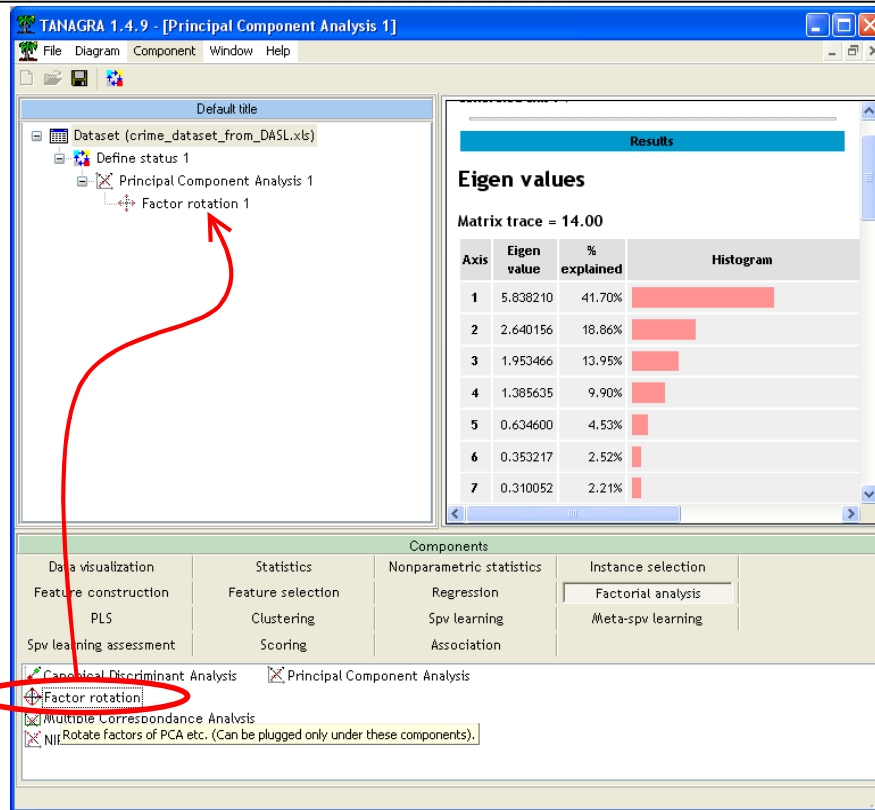 TANAGRA 1.4.9 - [Principal Component Analysis 1]
File Diagram Component Window Help
Default title
Dataset (crime_dataset_from_DASL.xls)
Define status 1
Principal Component Analysis 1
Factor rotation 1
Results
Eigen values
Matrix trace = 14.00
Axis Eigen value % explained Histogram
1 5.838210 41.70%
2 2.640156 18.86%
3 1.953466 13.95%
4 1.385635 9.90%
5 0.634600 4.53%
6 0.353217 2.52%
7 0.310052 2.21%
Components
Data visualization Statistics Nonparametric statistics Instance selection
Feature construction Feature selection Regression Factorial analysis
PLS Clustering Spv learning Meta-spv learning
Spv learning assessment Scoring Association
Canonical Discriminant Analysis Principal Component Analysis
Factor rotation
Multiple Correspondance Analysis
Rotate factors of PCA etc. (Can be plugged only under these components).